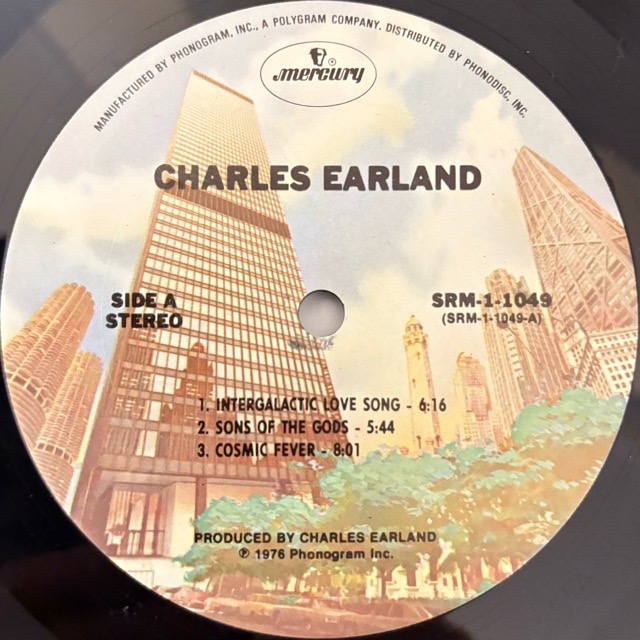 MANUFACTURED BY PHONOGRAM, INC., A POLYGRAM COMPANY. DISTRIBUTED BY PHONODISC, INC.
mercury
CHARLES EARLAND
SIDE A
STEREO
SRM-1-1049
(SRM-1-1049-A)
1. INTERGALACTIC LOVE SONG - 6:16
2. SONS OF THE GODS - 5:44
3. COSMIC FEVER - 8:01
PRODUCED BY CHARLES EARLAND
℗ 1976 Phonogram Inc.